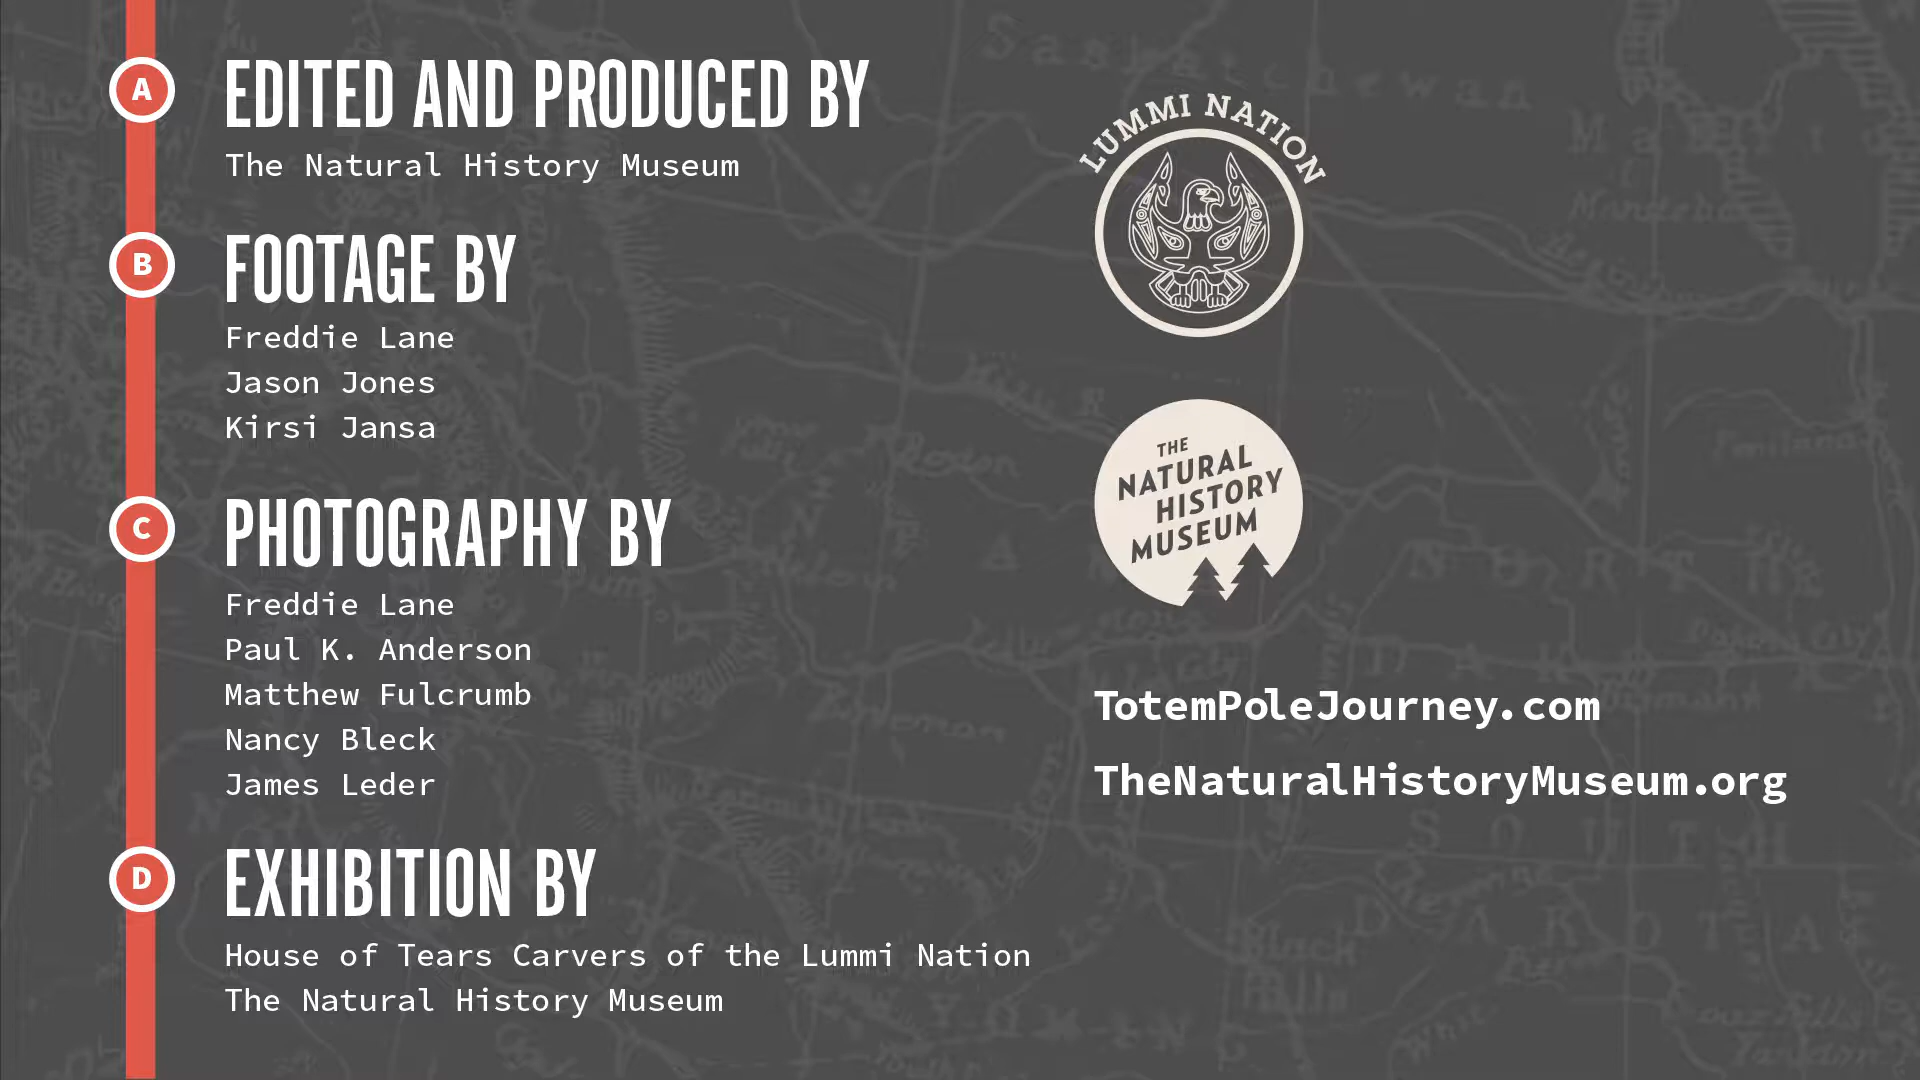 A
EDITED AND PRODUCED BY
The Natural History Museum
B
FOOTAGE BY
Freddie Lane
Jason Jones
Kirsi Jansa
C
PHOTOGRAPHY BY
Freddie Lane
Paul K. Anderson
Matthew Fulcrumb
Nancy Bleck
James Leder
D
EXHIBITION BY
House of Tears Carvers of the Lummi Nation
The Natural History Museum
LUMMI NATION
THE
NATURAL
HISTORY
MUSEUM
TotemPoleJourney.com
TheNaturalHistoryMuseum.org
Saskatchewan